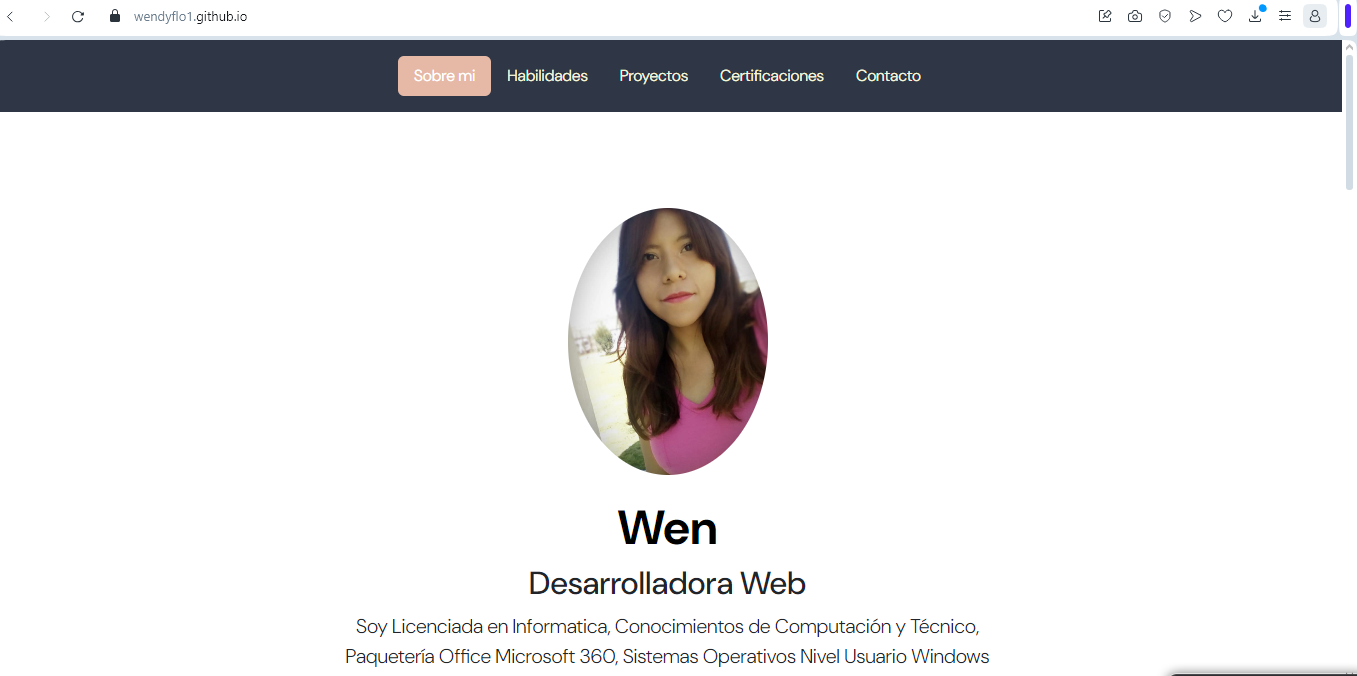 wendyflo1.github.io
Sobre mi Habilidades Proyectos Certificaciones Contacto
Wen
Desarrolladora Web
Soy Licenciada en Informatica, Conocimientos de Computación y Técnico,
Paquetería Office Microsoft 360, Sistemas Operativos Nivel Usuario Windows